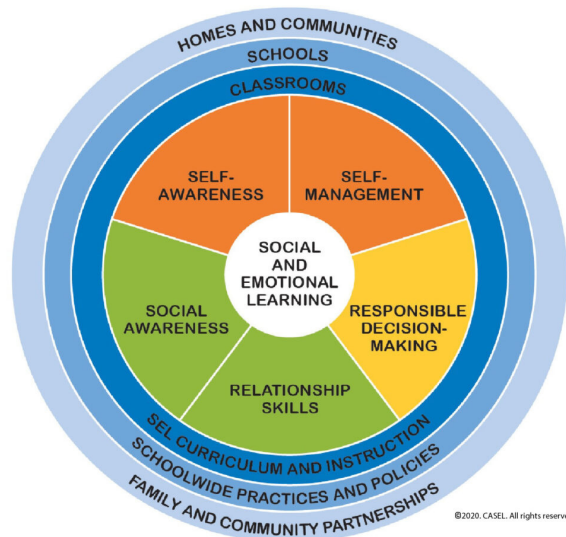 HOMES AND COMMUNITIES
SCHOOLS
CLASSROOMS
SELF-
AWARENESS
SELF-
MANAGEMENT
SOCIAL
AND
EMOTIONAL
LEARNING
SOCIAL
AWARENESS
RESPONSIBLE
DECISION-
MAKING
RELATIONSHIP
SKILLS
SEL CURRICULUM AND INSTRUCTION
SCHOOLWIDE PRACTICES AND POLICIES
FAMILY AND COMMUNITY PARTNERSHIPS
©2020. CASEL. All rights reserve